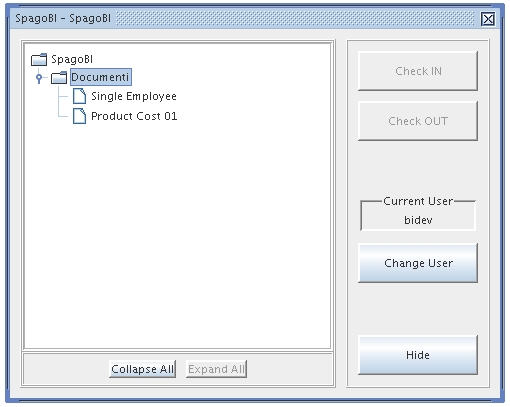 SpagoBI - SpagoBI
SpagoBI
Documenti
Single Employee
Product Cost 01
Collapse All
Expand All
Check IN
Check OUT
Current User
bidev
Change User
Hide